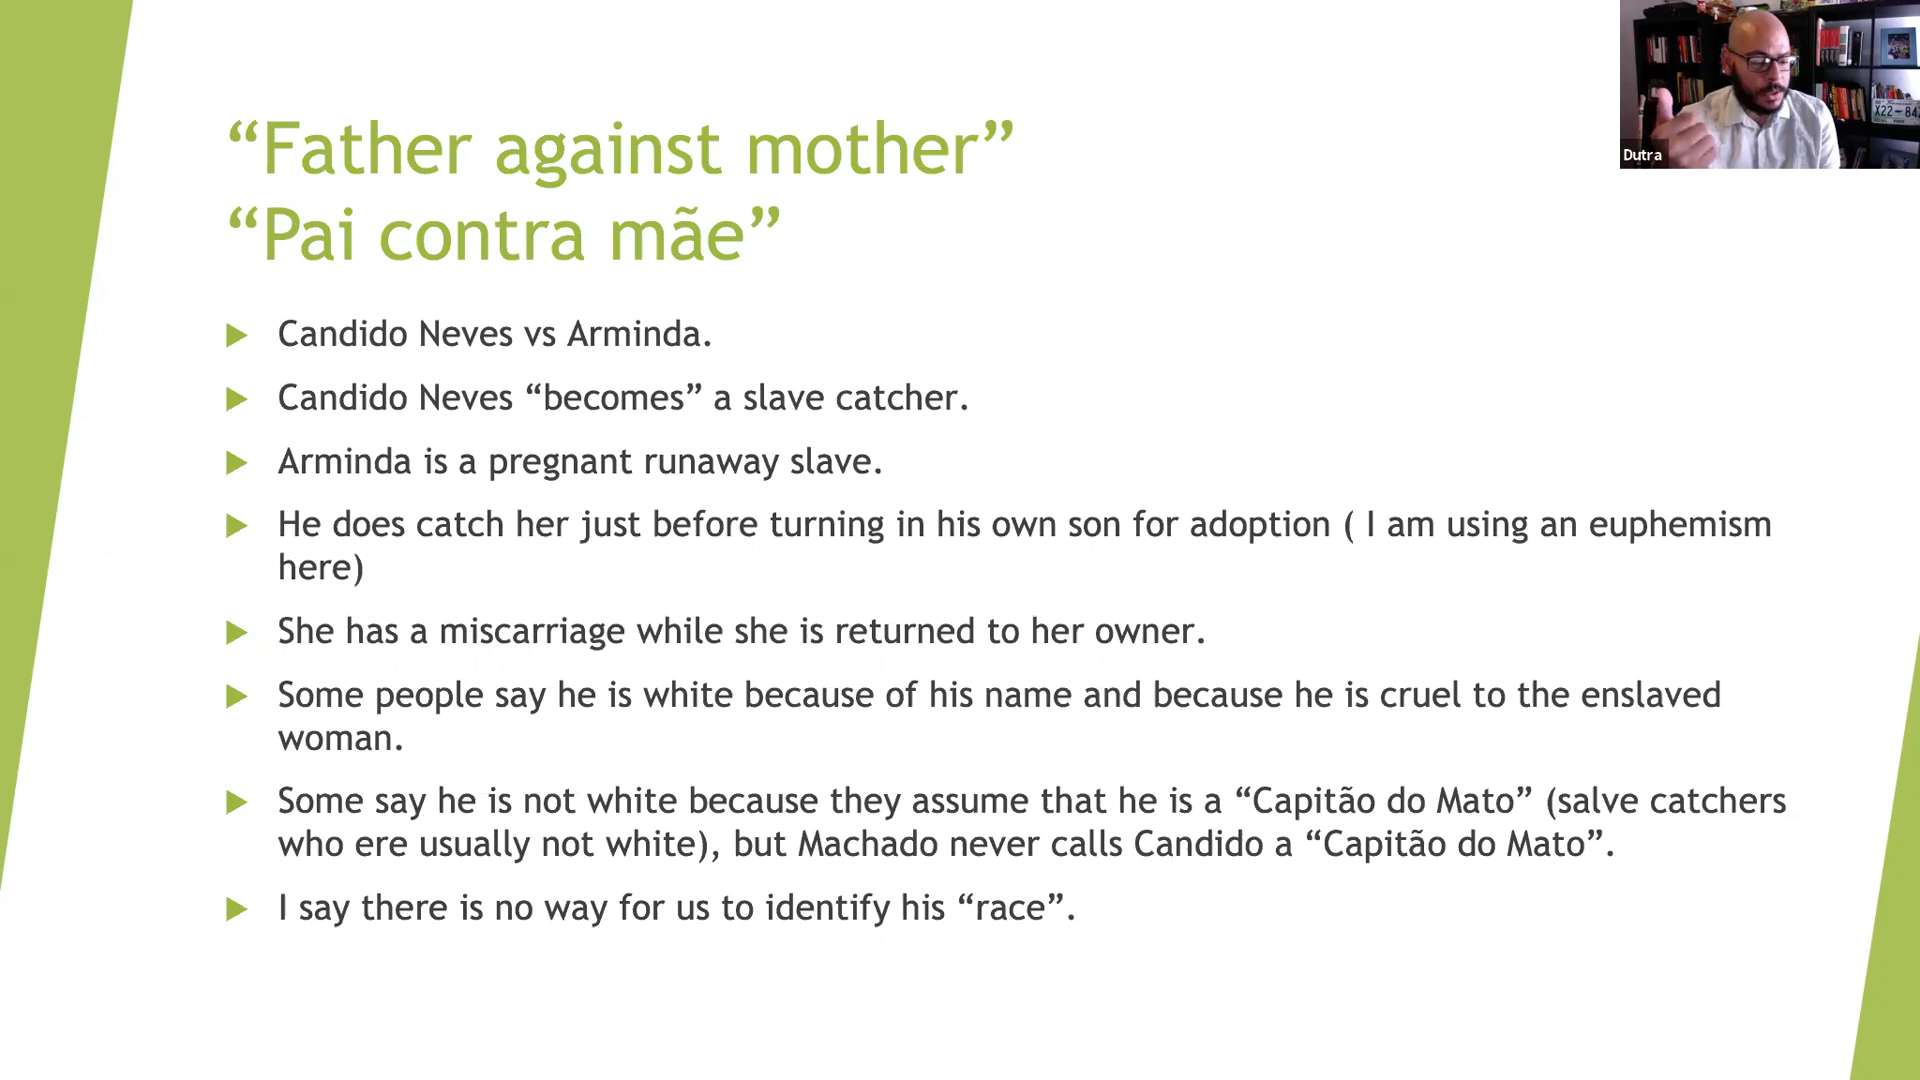 “Father against mother”
“Pai contra mãe”
Candido Neves vs Arminda.
Candido Neves “becomes” a slave catcher.
Arminda is a pregnant runaway slave.
He does catch her just before turning in his own son for adoption ( I am using an euphemism
here)
She has a miscarriage while she is returned to her owner.
Some people say he is white because of his name and because he is cruel to the enslaved
woman.
Some say he is not white because they assume that he is a “Capitão do Mato” (salve catchers
who ere usually not white), but Machado never calls Candido a “Capitão do Mato”.
I say there is no way for us to identify his “race”.
Dutra